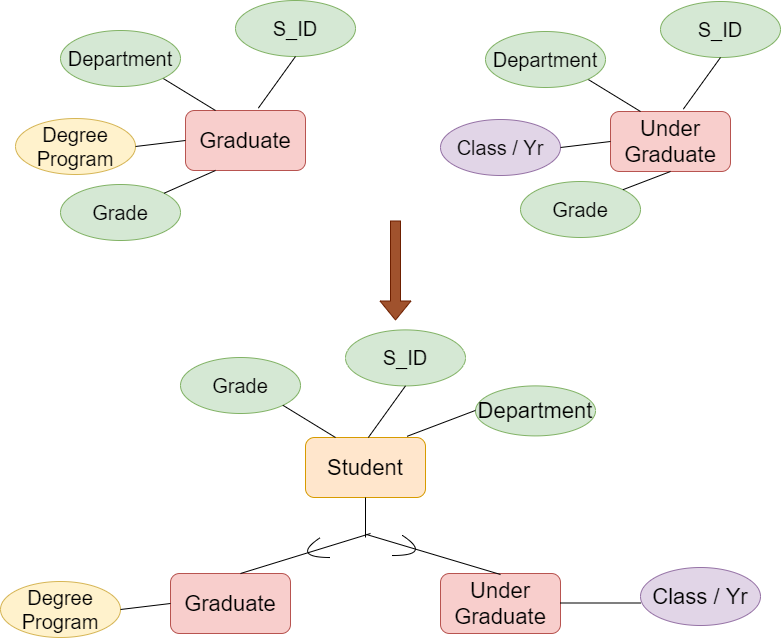 S_ID
Department
Degree
Program
Graduate
Grade
S_ID
Department
Class / Yr
Under
Graduate
Grade
S_ID
Grade
Department
Student
Degree
Program
Graduate
Under
Graduate
Class / Yr